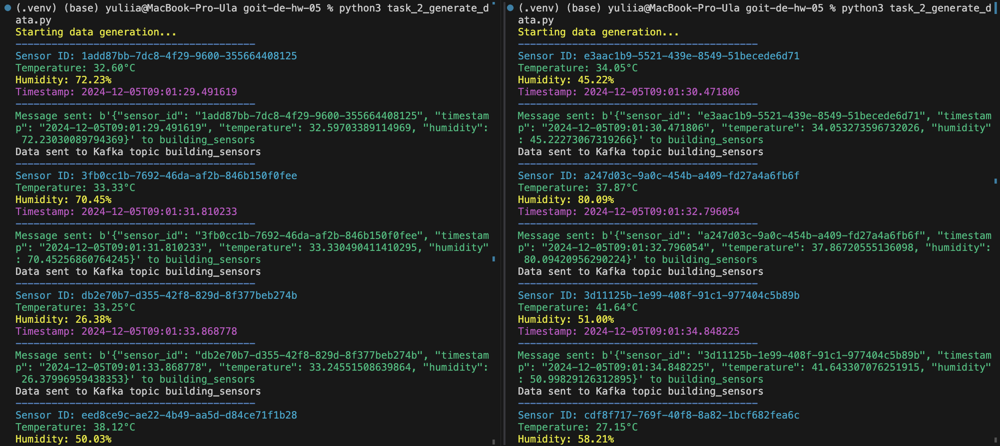 (.venv) (base) yuliia@MacBook-Pro-Ula goit-de-hw-05 % python3 task_2_generate_d
ata.py
Starting data generation...
----------------------------------------
Sensor ID: 1add87bb-7dc8-4f29-9600-355664408125
Temperature: 32.60°C
Humidity: 72.23%
Timestamp: 2024-12-05T09:01:29.491619
----------------------------------------
Message sent: b'{"sensor_id": "1add87bb-7dc8-4f29-9600-355664408125", "timestam
p": "2024-12-05T09:01:29.491619", "temperature": 32.59703389114969, "humidity":
 72.23030089794369}' to building_sensors
Data sent to Kafka topic building_sensors
----------------------------------------
Sensor ID: 3fb0cc1b-7692-46da-af2b-846b150f0fee
Temperature: 33.33°C
Humidity: 70.45%
Timestamp: 2024-12-05T09:01:31.810233
----------------------------------------
Message sent: b'{"sensor_id": "3fb0cc1b-7692-46da-af2b-846b150f0fee", "timestam
p": "2024-12-05T09:01:31.810233", "temperature": 33.330490411410295, "humidity"
: 70.45256860764245}' to building_sensors
Data sent to Kafka topic building_sensors
----------------------------------------
Sensor ID: db2e70b7-d355-42f8-829d-8f377beb274b
Temperature: 33.25°C
Humidity: 26.38%
Timestamp: 2024-12-05T09:01:33.868778
----------------------------------------
Message sent: b'{"sensor_id": "db2e70b7-d355-42f8-829d-8f377beb274b", "timestam
p": "2024-12-05T09:01:33.868778", "temperature": 33.24551508639864, "humidity":
 26.37996959438353}' to building_sensors
Data sent to Kafka topic building_sensors
----------------------------------------
Sensor ID: eed8ce9c-ae22-4b49-aa5d-d84ce71f1b28
Temperature: 38.12°C
Humidity: 50.03%
(.venv) (base) yuliia@MacBook-Pro-Ula goit-de-hw-05 % python3 task_2_generate_d
ata.py
Starting data generation...
----------------------------------------
Sensor ID: e3aac1b9-5521-439e-8549-51becede6d71
Temperature: 34.05°C
Humidity: 45.22%
Timestamp: 2024-12-05T09:01:30.471806
----------------------------------------
Message sent: b'{"sensor_id": "e3aac1b9-5521-439e-8549-51becede6d71", "timestam
p": "2024-12-05T09:01:30.471806", "temperature": 34.053273596732026, "humidity"
: 45.22273067319266}' to building_sensors
Data sent to Kafka topic building_sensors
----------------------------------------
Sensor ID: a247d03c-9a0c-454b-a409-fd27a4a6fb6f
Temperature: 37.87°C
Humidity: 80.09%
Timestamp: 2024-12-05T09:01:32.796054
----------------------------------------
Message sent: b'{"sensor_id": "a247d03c-9a0c-454b-a409-fd27a4a6fb6f", "timestam
p": "2024-12-05T09:01:32.796054", "temperature": 37.86720555136098, "humidity":
 80.09420956290224}' to building_sensors
Data sent to Kafka topic building_sensors
----------------------------------------
Sensor ID: 3d11125b-1e99-408f-91c1-977404c5b89b
Temperature: 41.64°C
Humidity: 51.00%
Timestamp: 2024-12-05T09:01:34.848225
----------------------------------------
Message sent: b'{"sensor_id": "3d11125b-1e99-408f-91c1-977404c5b89b", "timestam
p": "2024-12-05T09:01:34.848225", "temperature": 41.643307076251915, "humidity"
: 50.99829126312895}' to building_sensors
Data sent to Kafka topic building_sensors
----------------------------------------
Sensor ID: cdf8f717-769f-40f8-8a82-1bcf682fea6c
Temperature: 27.15°C
Humidity: 58.21%